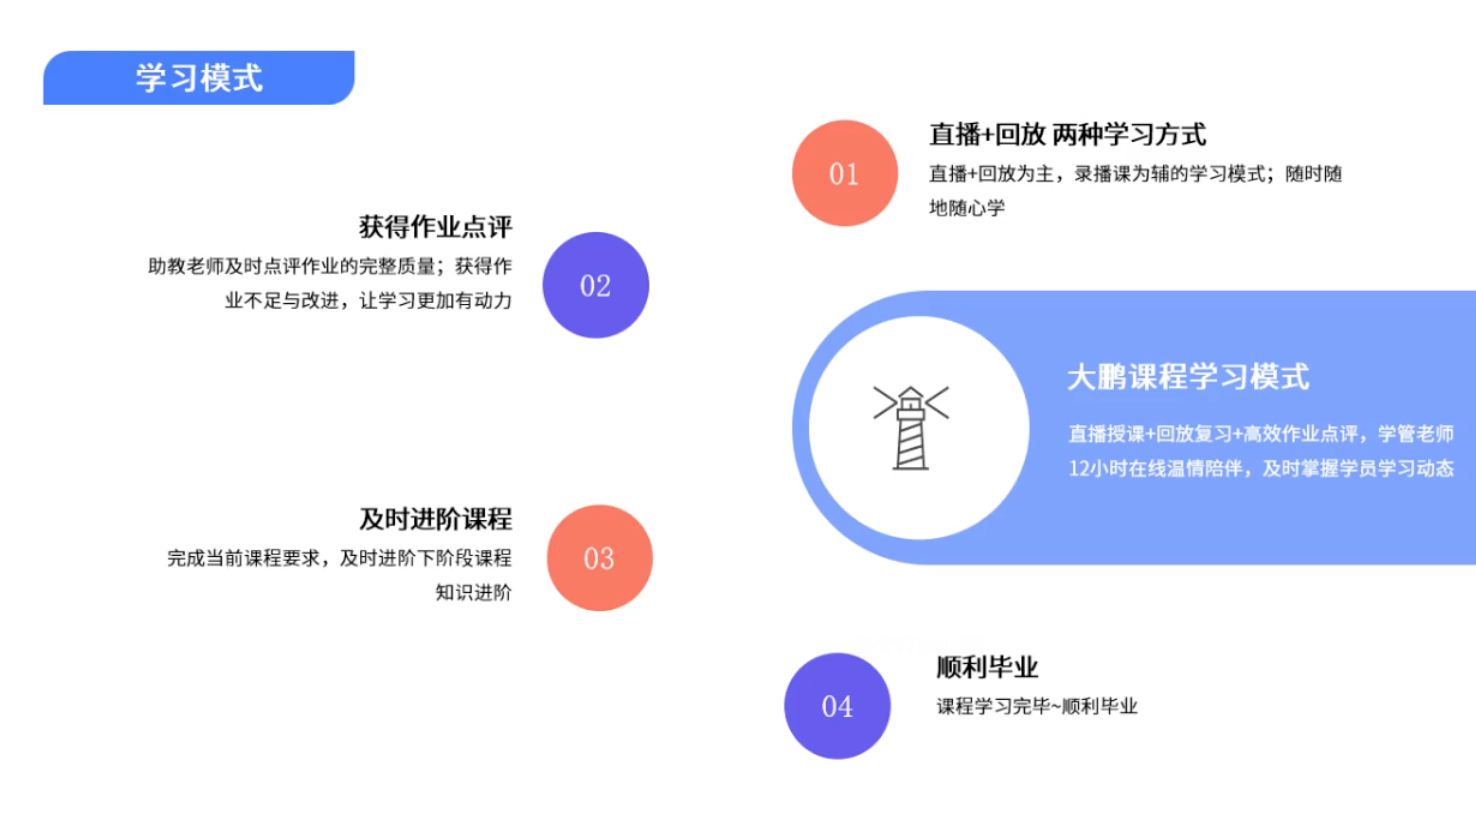 学习模式
01
直播+回放 两种学习方式
直播+回放为主，录播课为辅的学习模式；随时随
地随心学
02
获得作业点评
助教老师及时点评作业的完整质量；获得作
业不足与改进，让学习更加有动力
大鹏课程学习模式
直播授课+回放复习+高效作业点评，学管老师
12小时在线温情陪伴，及时掌握学员学习动态
03
及时进阶课程
完成当前课程要求，及时进阶下阶段课程
知识进阶
04
顺利毕业
课程学习完毕~顺利毕业